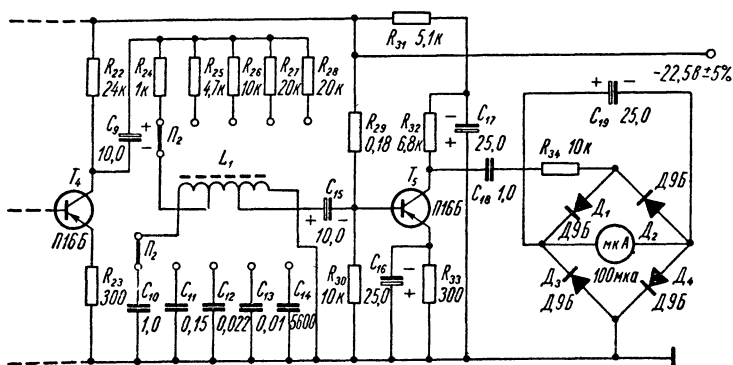 R31 5,1к
R22 24к
R24 1к
R25 4,7к
R26 10к
R27 20к
R28 20к
-22,5в±5%
C9 10,0
+
-
П2
R29 0,18
R32 6,8к
-
+
C17 25,0
+ -
C19 25,0
R34 10к
T4
L1
C15
+ -
10,0
T5
C18 1,0
П16Б
П16Б
Д9Б
Д1
Д9Б
Д2
мкА
100мка
П2
R23 300
C10 1,0
C11 0,15
C12 0,022
C13 0,01
C14 5600
R30 10к
C16 25,0
-
+
R33 300
Д3
Д9Б
Д4
Д9Б